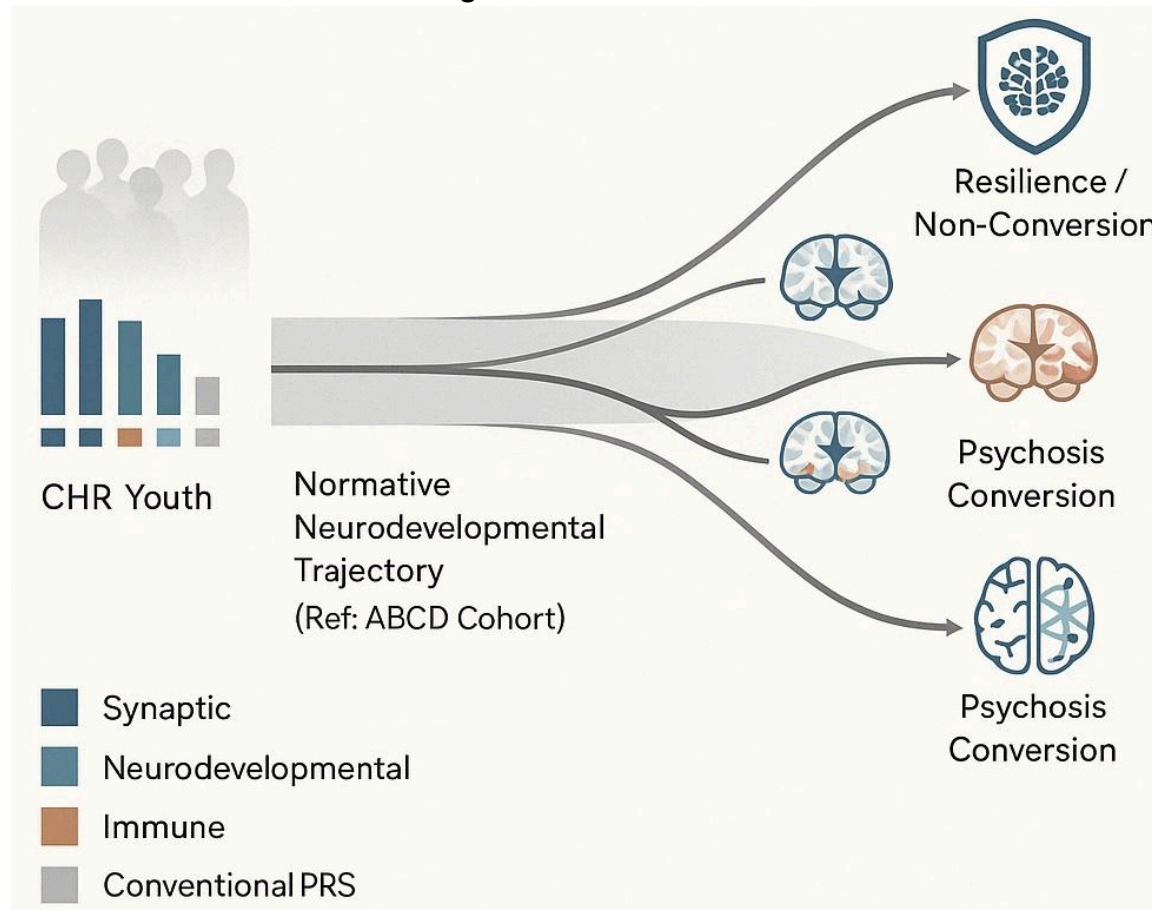 CHR Youth
Normative
Neurodevelopmental
Trajectory
(Ref: ABCD Cohort)
Resilience /
Non-Conversion
Psychosis
Conversion
Psychosis
Conversion
Synaptic
Neurodevelopmental
Immune
Conventional PRS